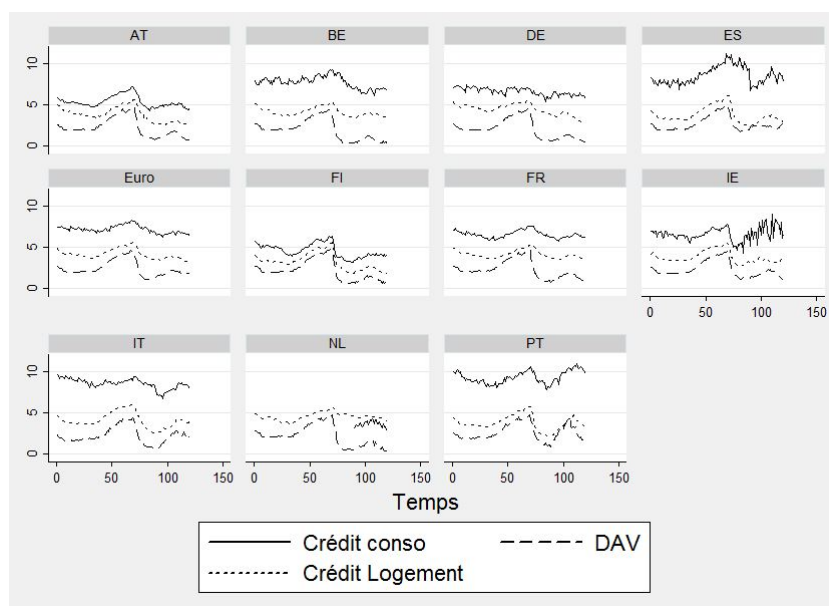 AT BE DE ES
10
5
0
Euro FI FR IE
10
5
0
0 50 100 150
IT NL PT
10
5
0
0 50 100 150 0 50 100 150 0 50 100 150
Temps
Crédit conso DAV
Crédit Logement